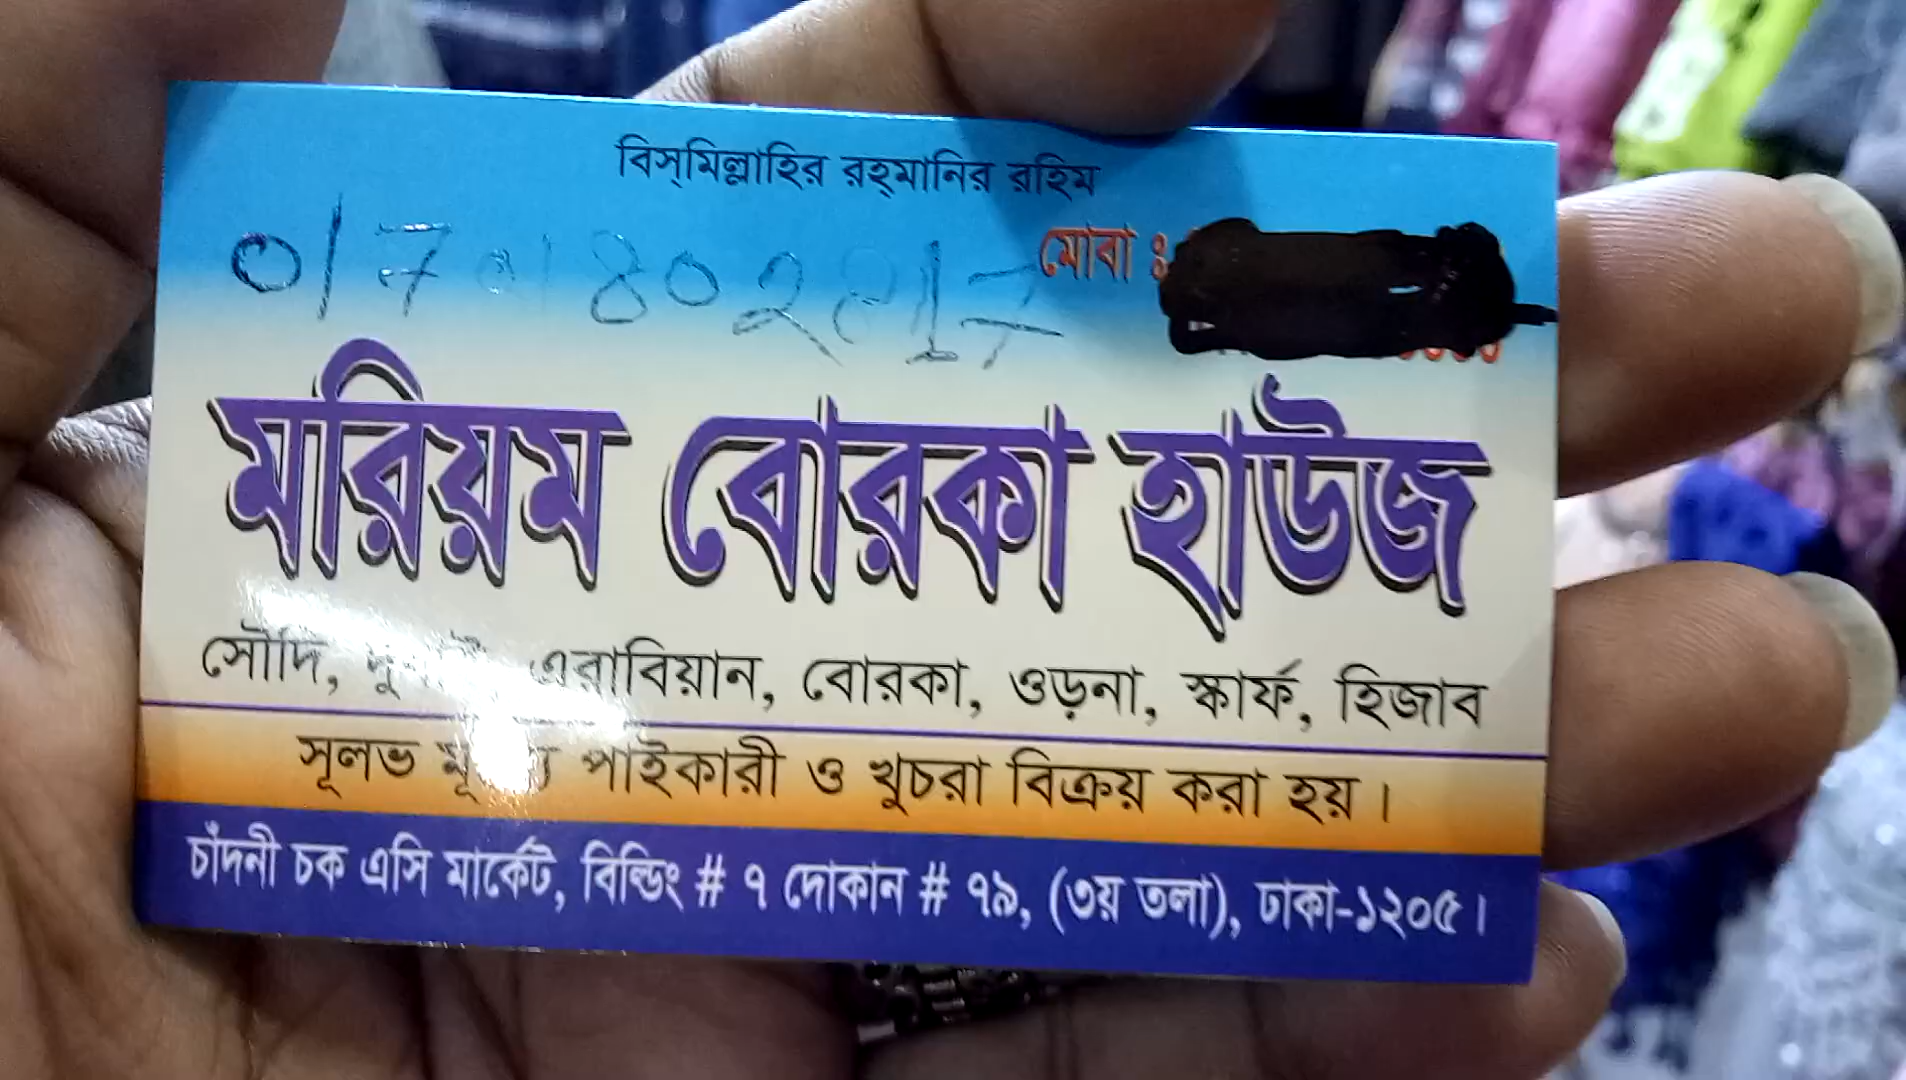 বিস্‌মিল্লাহির রহ্‌মানির রহিম
মোবা ঃ
মরিয়ম বোরকা হাউজ
সৌদি, এরাবিয়ান, বোরকা, ওড়না, স্কার্ফ, হিজাব
সূলভ পাইকারী ও খুচরা বিক্রয় করা হয়।
চাঁদনী চক এসি মার্কেট, বিল্ডিং # ৭ দোকান # ৭৯, (৩য় তলা), ঢাকা-১২০৫।